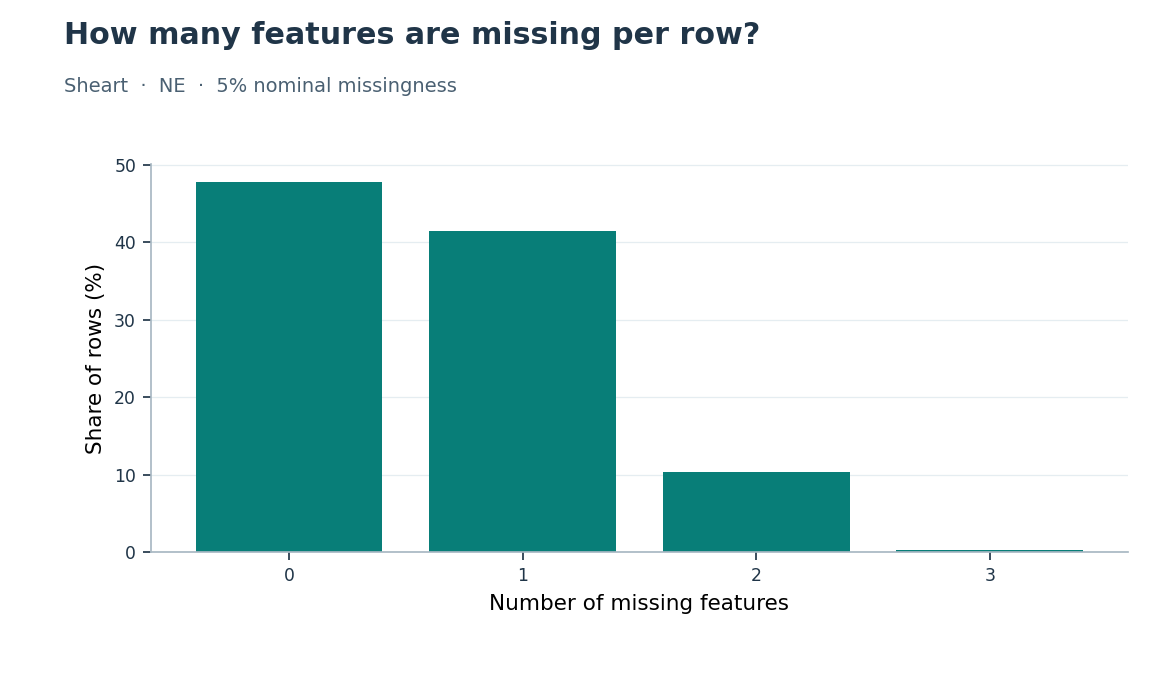 How many features are missing per row?
Sheart · NE · 5% nominal missingness
50
40
30
20
10
0
Share of rows (%)
0 1 2 3
Number of missing features